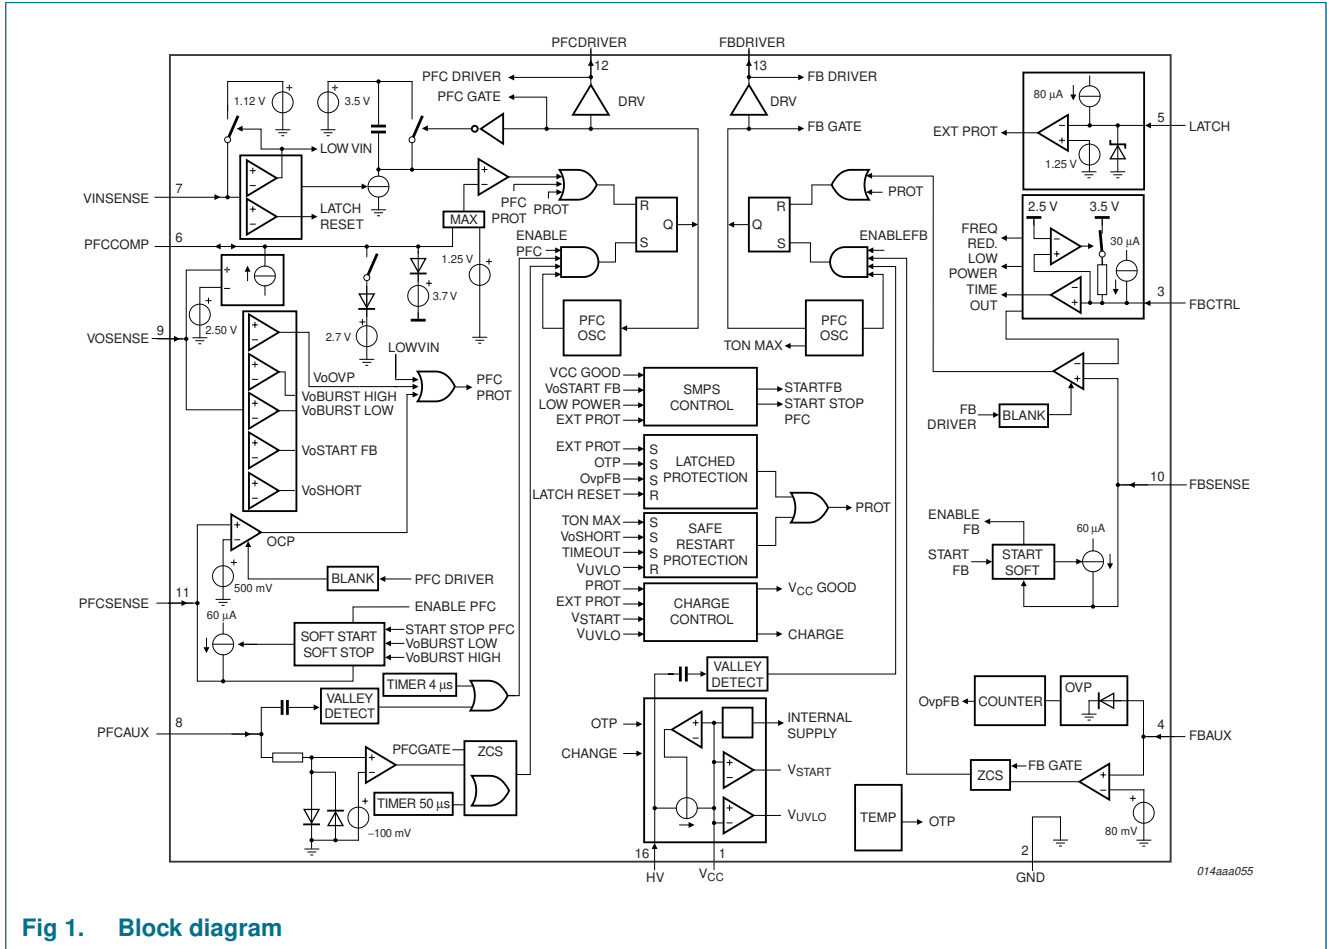 PFCDRIVER
FBDRIVER
12
13
PFC DRIVER
FB DRIVER
PFC GATE
DRV
DRV
FB GATE
1.12 V
3.5 V
LOW VIN
80 μA
5
LATCH
EXT PROT
1.25 V
7
VINSENSE
LATCH
RESET
PFC
PROT
PROT
R
Q
S
R
Q
S
PROT
2.5 V
3.5 V
FREQ
RED.
LOW
POWER
TIME
OUT
30 μA
3
FBCTRL
6
PFCCOMP
MAX
ENABLE
PFC
ENABLEFB
1.25 V
3.7 V
2.7 V
2.50 V
9
VOSENSE
PFC
OSC
PFC
OSC
TON MAX
LOWVIN
VoOVP
VoBURST HIGH
VoBURST LOW
PFC
PROT
VoSTART FB
VoSHORT
VCC GOOD
VoSTART FB
LOW POWER
EXT PROT
SMPS
CONTROL
STARTFB
START STOP
PFC
FB
DRIVER
BLANK
EXT PROT
OTP
OvpFB
LATCH RESET
S
S
S
R
LATCHED
PROTECTION
PROT
10
FBSENSE
OCP
500 mV
BLANK
PFC DRIVER
TON MAX
VoSHORT
TIMEOUT
VUVLO
S
S
S
R
SAFE
RESTART
PROTECTION
ENABLE
FB
START
FB
START
SOFT
60 μA
11
PFCSENSE
60 μA
ENABLE PFC
SOFT START
SOFT STOP
START STOP PFC
VoBURST LOW
VoBURST HIGH
PROT
EXT PROT
VSTART
VUVLO
CHARGE
CONTROL
VCC GOOD
CHARGE
TIMER 4 μs
VALLEY
DETECT
VALLEY
DETECT
8
PFCAUX
PFCGATE
ZCS
TIMER 50 μs
–100 mV
OTP
CHANGE
INTERNAL
SUPPLY
VSTART
VUVLO
OvpFB
COUNTER
OVP
4
FBAUX
ZCS
FB GATE
80 mV
TEMP
OTP
16
1
2
HV
VCC
GND
014aaa055
Fig 1. Block diagram